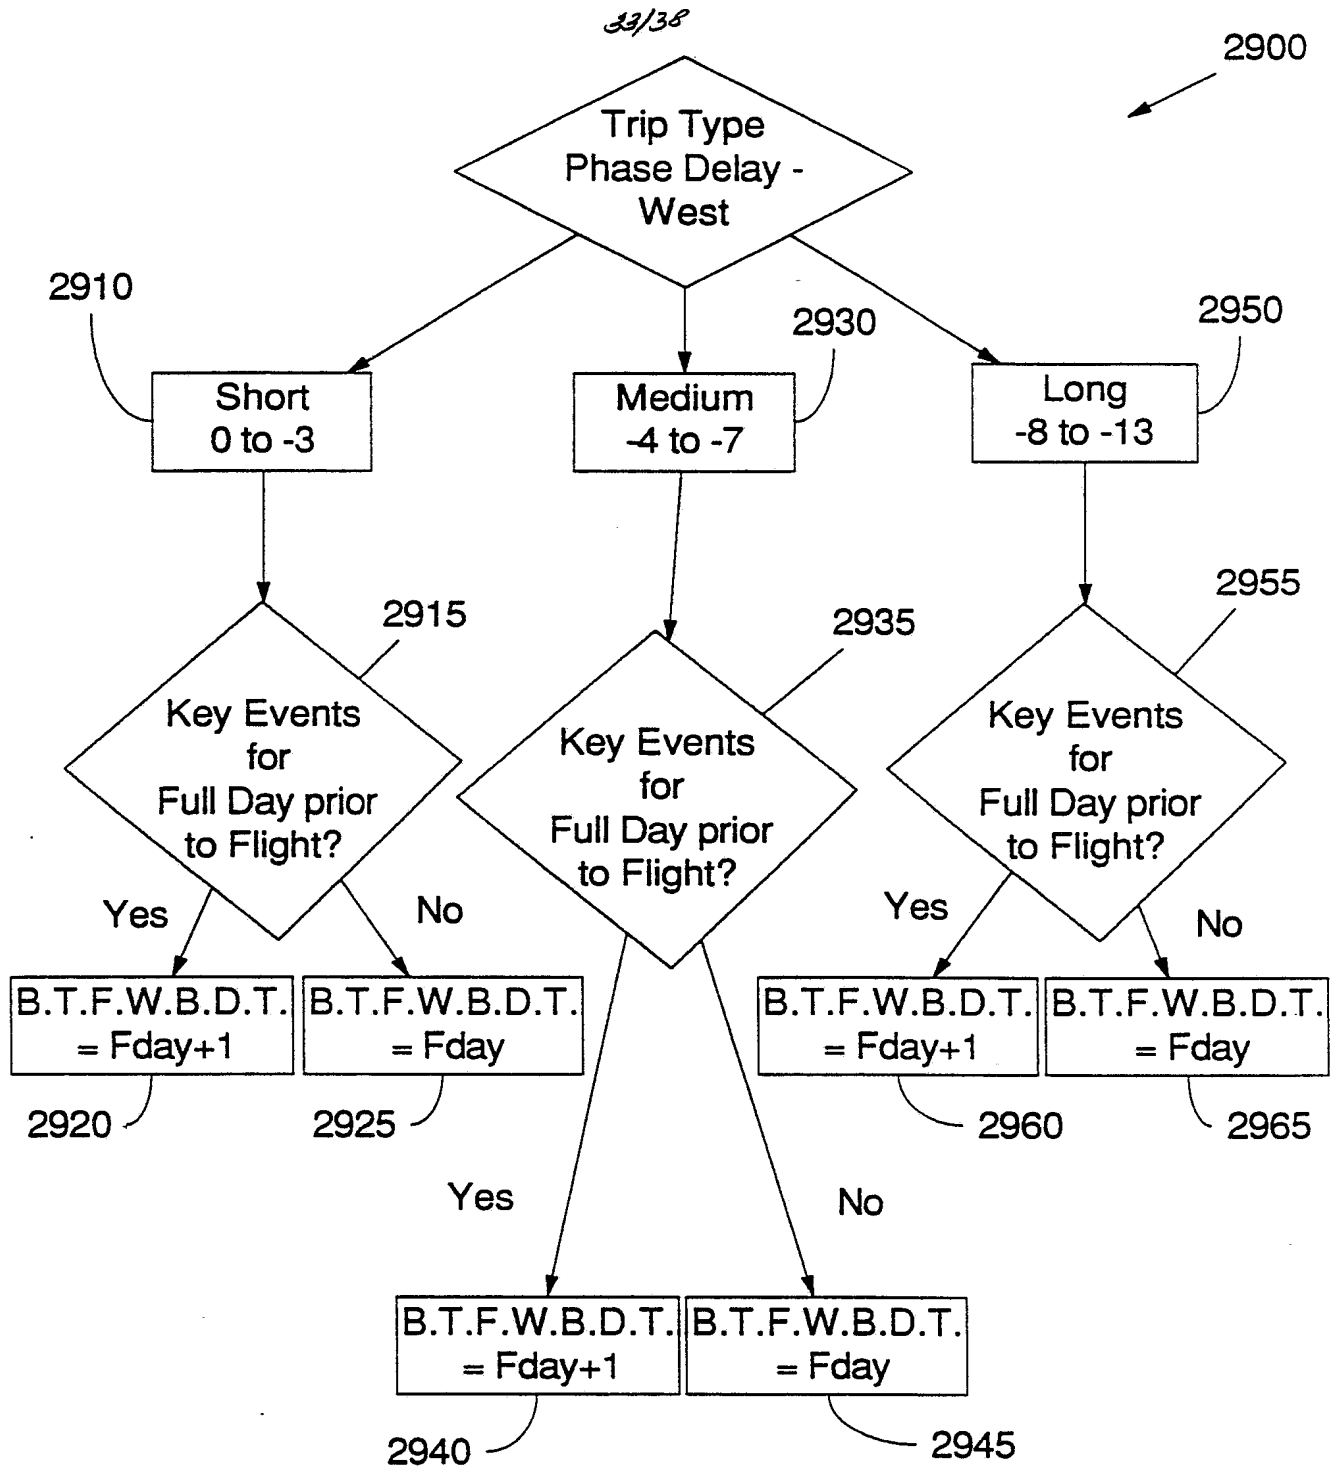 33/38
2900
Trip Type
Phase Delay -
West
2910
2930
2950
Short
0 to -3
Medium
-4 to -7
Long
-8 to -13
2915
2935
2955
Key Events
for
Full Day prior
to Flight?
Key Events
for
Full Day prior
to Flight?
Key Events
for
Full Day prior
to Flight?
Yes
No
Yes
No
B.T.F.W.B.D.T.
= Fday+1
B.T.F.W.B.D.T.
= Fday
B.T.F.W.B.D.T.
= Fday+1
B.T.F.W.B.D.T.
= Fday
2920
2925
2960
2965
Yes
No
B.T.F.W.B.D.T.
= Fday+1
B.T.F.W.B.D.T.
= Fday
2940
2945